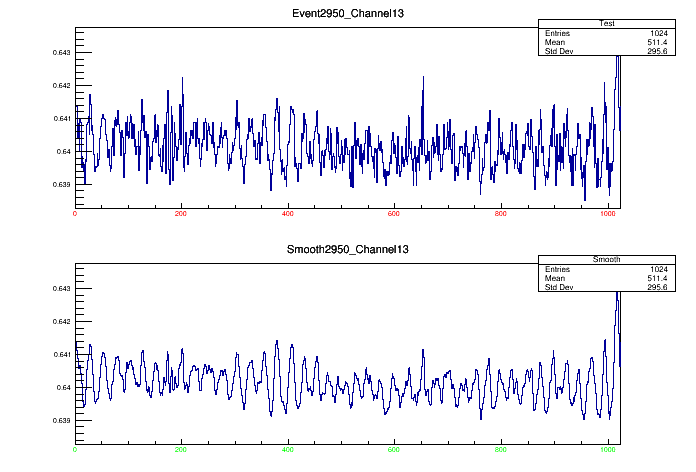 Event2950_Channel13
Test
Entries 1024
Mean 511.4
Std Dev 295.6
0.643
0.642
0.641
0.64
0.639
0 200 400 600 800 1000
Smooth2950_Channel13
Smooth
Entries 1024
Mean 511.4
Std Dev 295.6
0.643
0.642
0.641
0.64
0.639
0 200 400 600 800 1000